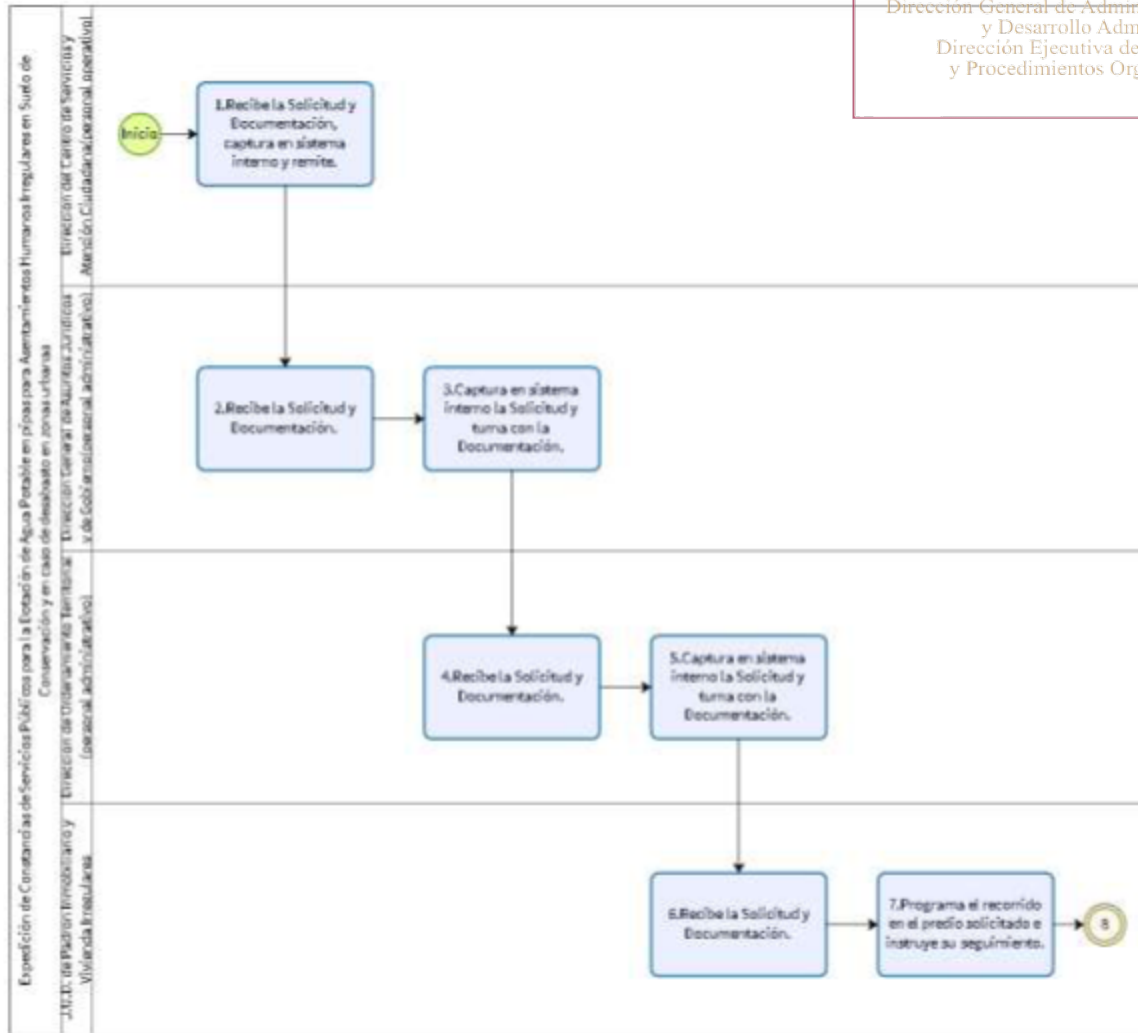 Dirección General de Admin
y Desarrollo Adm
Dirección Ejecutiva de
y Procedimientos Org
Expedición de Constancias de Servicios Públicos para la Dotación de Agua Potable en pipas para Asentamientos Humanos Irregulares en Suelo de
Conservación y en caso de desabasto en zonas urbanas
Dirección del Centro de Servicios y
Atención Ciudadana(personal operativo)
Inicio
1.Recibe la Solicitud y
Documentación,
captura en sistema
interno y remite.
Dirección General de Asuntos Jurídicos
y de Gobierno(personal administrativo)
2.Recibe la Solicitud y
Documentación.
3.Captura en sistema
interno la Solicitud y
turna con la
Documentación.
Dirección de Ordenamiento Territorial
(personal administrativo)
4.Recibe la Solicitud y
Documentación.
5.Captura en sistema
interno la Solicitud y
turna con la
Documentación.
J.U.D. de Padrón Inmobiliario y
Vivienda Irregulares
6.Recibe la Solicitud y
Documentación.
7.Programa el recorrido
en el predio solicitado e
instruye su seguimiento.
8